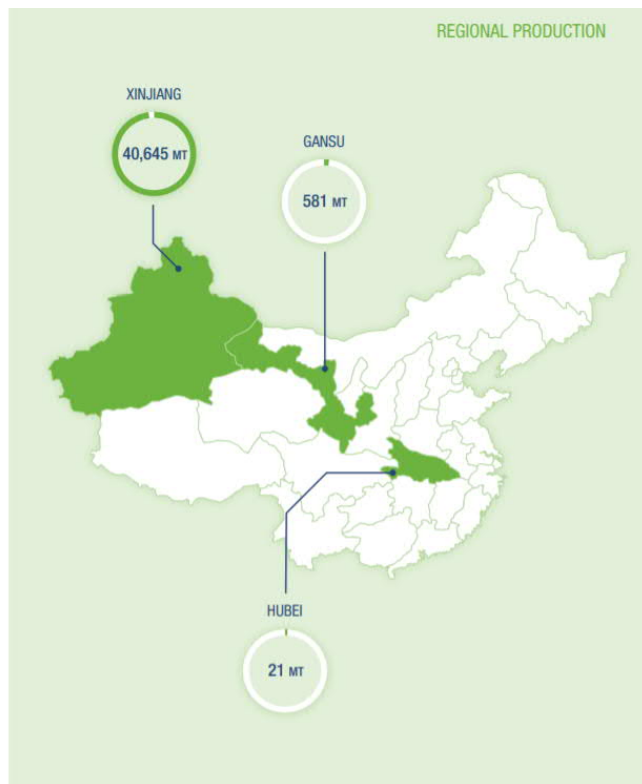 REGIONAL PRODUCTION
XINJIANG
40,645 MT
GANSU
581 MT
HUBEI
21 MT